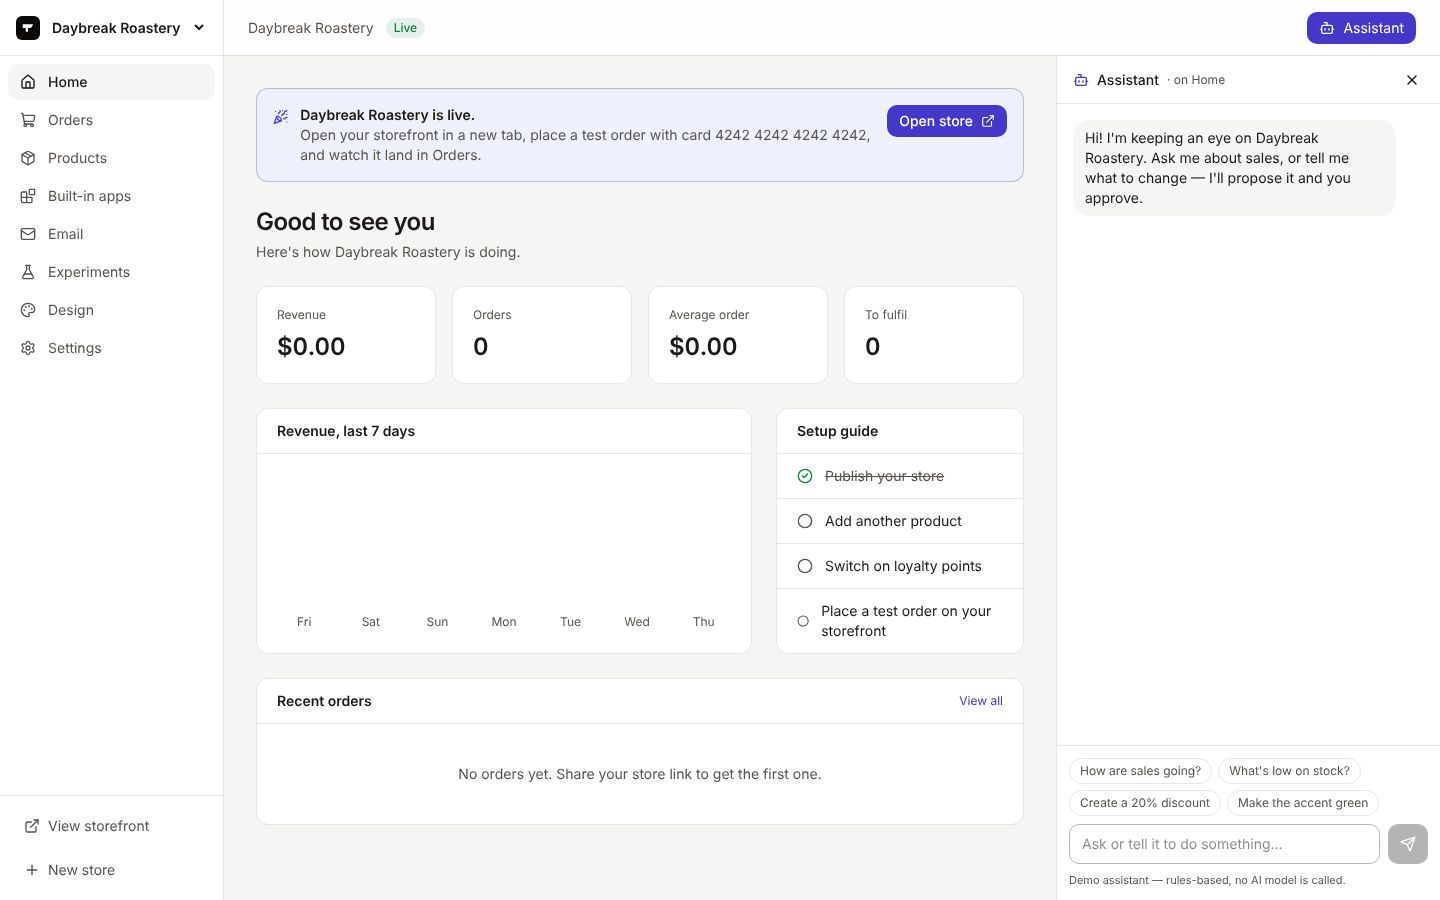 Daybreak Roastery
Home
Orders
Products
Built-in apps
Email
Experiments
Design
Settings
View storefront
New store
Daybreak Roastery Live
Assistant
Daybreak Roastery is live.
Open your storefront in a new tab, place a test order with card 4242 4242 4242 4242,
and watch it land in Orders.
Open store
Good to see you
Here's how Daybreak Roastery is doing.
Revenue
$0.00
Orders
0
Average order
$0.00
To fulfil
0
Revenue, last 7 days
Fri Sat Sun Mon Tue Wed Thu
Setup guide
Publish your store
Add another product
Switch on loyalty points
Place a test order on your
storefront
Recent orders
View all
No orders yet. Share your store link to get the first one.
Assistant · on Home
Hi! I'm keeping an eye on Daybreak
Roastery. Ask me about sales, or tell me
what to change — I'll propose it and you
approve.
How are sales going?
What's low on stock?
Create a 20% discount
Make the accent green
Ask or tell it to do something...
Demo assistant — rules-based, no AI model is called.